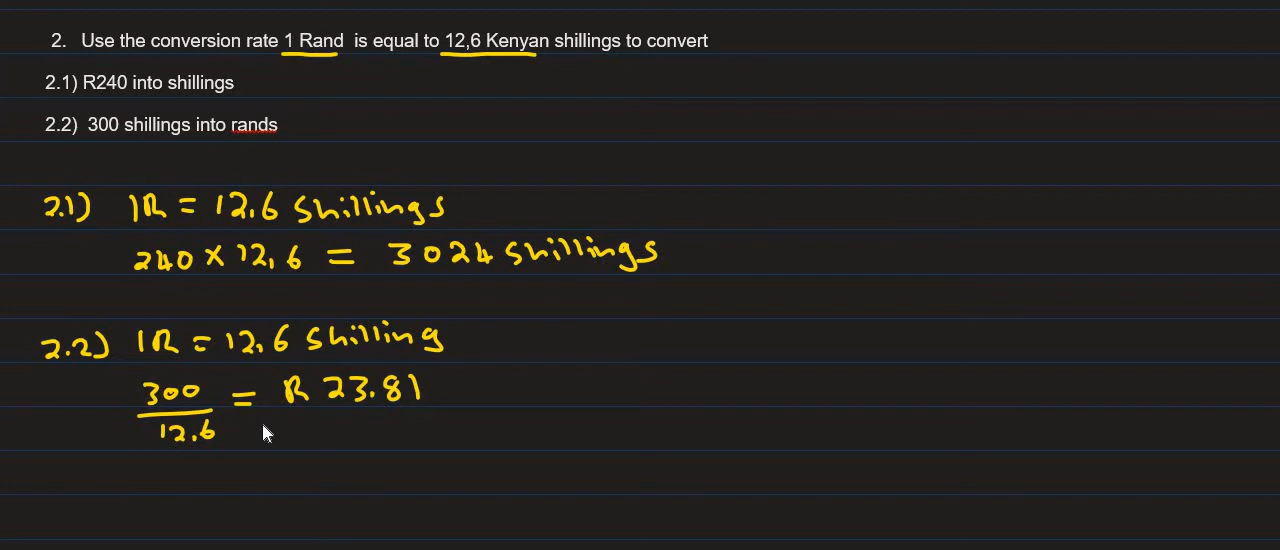 2. Use the conversion rate 1 Rand is equal to 12,6 Kenyan shillings to convert
2.1) R240 into shillings
2.2) 300 shillings into rands
2.1) 1R = 12.6 shillings
240 × 12,6 = 3024 shillings
2.2) 1R = 12.6 shilling
300/12.6 = R 23.81